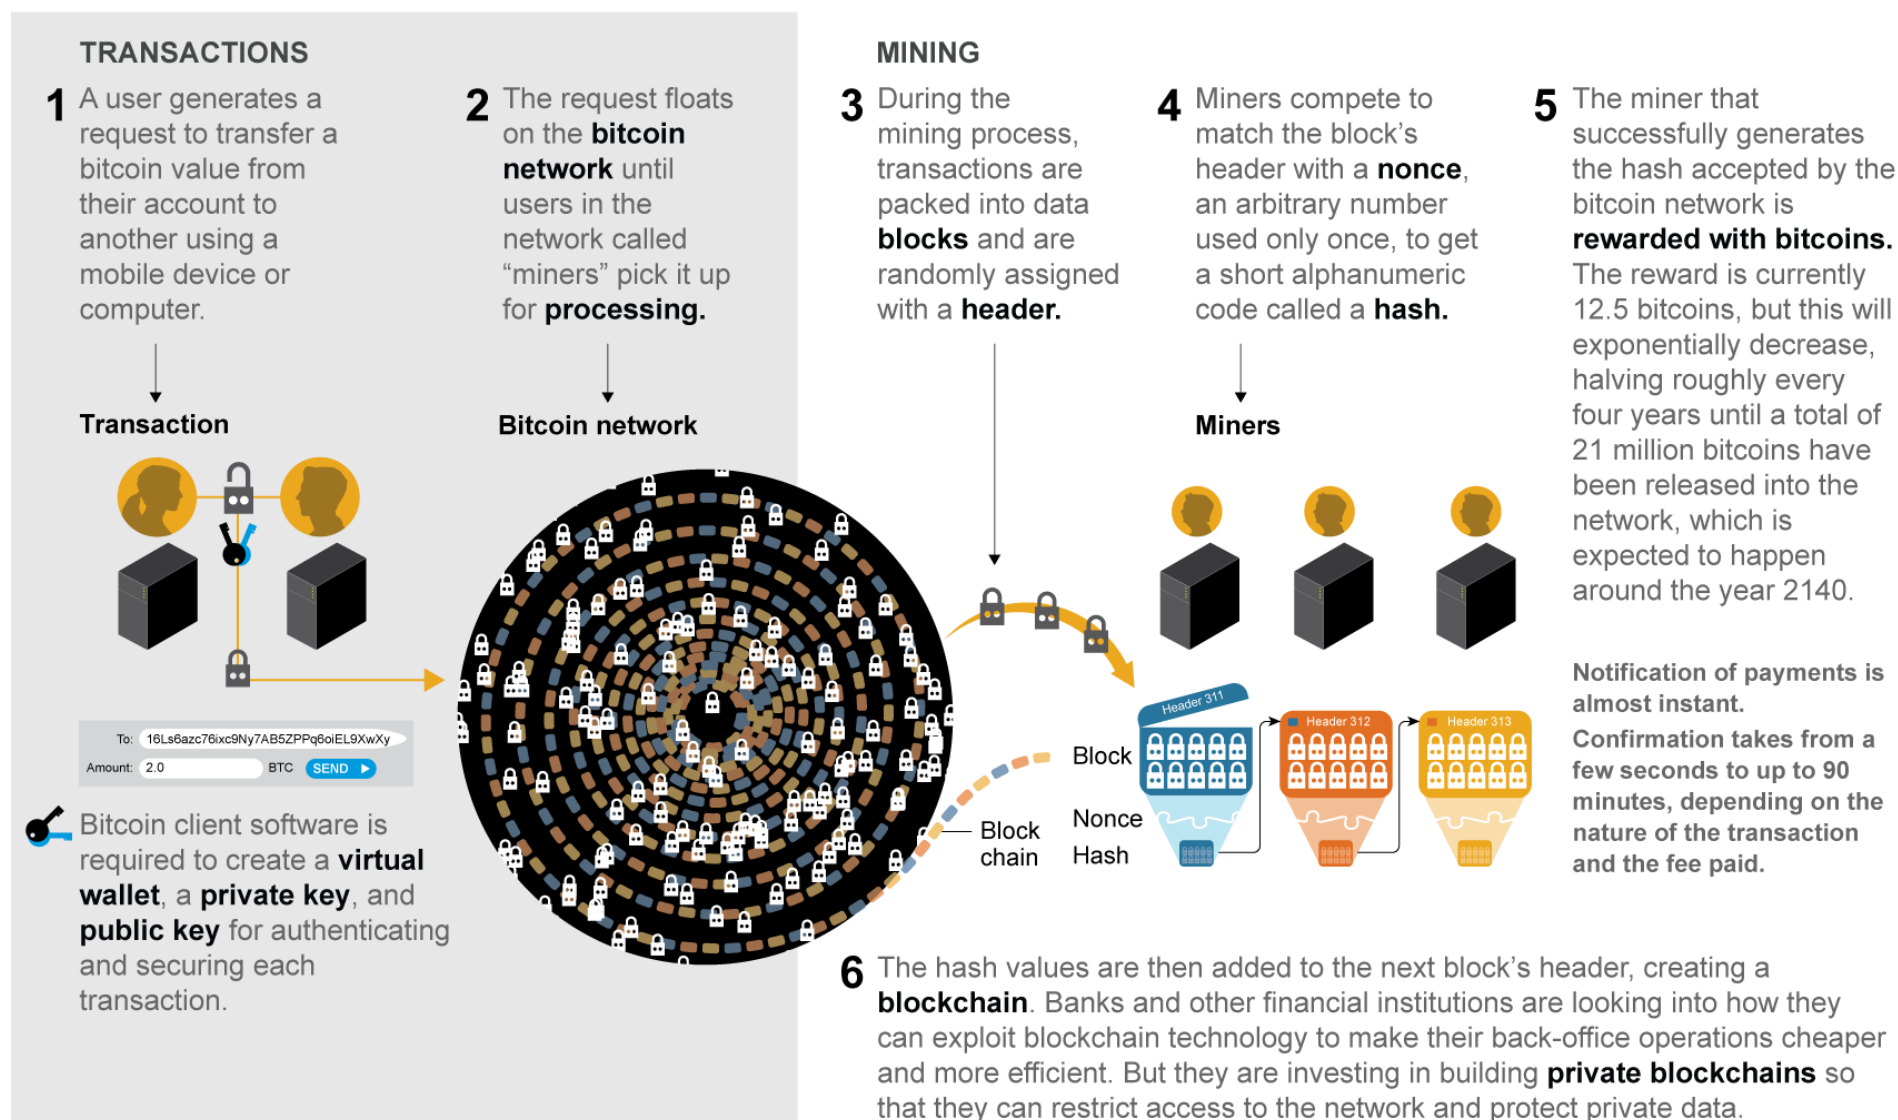 TRANSACTIONS
1
A user generates a
request to transfer a
bitcoin value from
their account to
another using a
mobile device or
computer.
2
The request floats
on the bitcoin
network until
users in the
network called
“miners” pick it up
for processing.
Transaction
Bitcoin network
To: 16Ls6azc76ixc9Ny7AB5ZPPq6oiEL9XwXy
Amount: 2.0 BTC SEND
Bitcoin client software is
required to create a virtual
wallet, a private key, and
public key for authenticating
and securing each
transaction.
MINING
3
During the
mining process,
transactions are
packed into data
blocks and are
randomly assigned
with a header.
4
Miners compete to
match the block’s
header with a nonce,
an arbitrary number
used only once, to get
a short alphanumeric
code called a hash.
Miners
Header 311
Header 312
Header 313
Block
Nonce
Hash
Block
chain
5
The miner that
successfully generates
the hash accepted by the
bitcoin network is
rewarded with bitcoins.
The reward is currently
12.5 bitcoins, but this will
exponentially decrease,
halving roughly every
four years until a total of
21 million bitcoins have
been released into the
network, which is
expected to happen
around the year 2140.
Notification of payments is
almost instant.
Confirmation takes from a
few seconds to up to 90
minutes, depending on the
nature of the transaction
and the fee paid.
6
The hash values are then added to the next block’s header, creating a
blockchain. Banks and other financial institutions are looking into how they
can exploit blockchain technology to make their back-office operations cheaper
and more efficient. But they are investing in building private blockchains so
that they can restrict access to the network and protect private data.